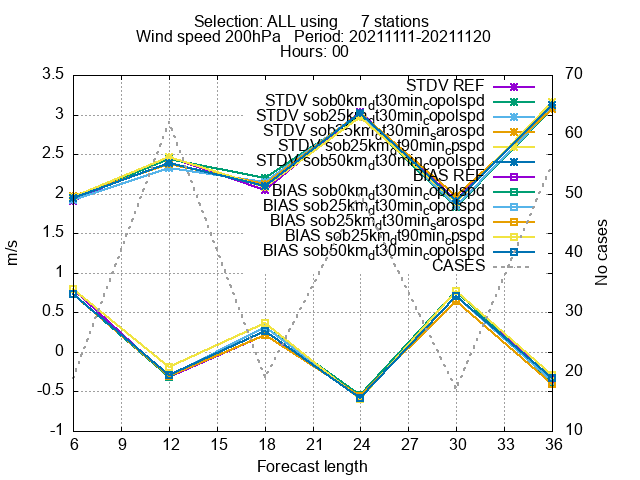 Selection: ALL using 7 stations
Wind speed 200hPa Period: 20211111-20211120
Hours: 00
3.5
3
2.5
2
1.5
1
0.5
0
-0.5
-1
m/s
70
60
50
40
30
20
10
No cases
STDV REF
STDV sob0km_dt30min_copolspd
STDV sob25km_dt30min_copolspd
STDV sob25km_dt30min_sarospd
STDV sob25km_dt90min_cpspd
STDV sob50km_dt30min_copolspd
BIAS REF
BIAS sob0km_dt30min_copolspd
BIAS sob25km_dt30min_copolspd
BIAS sob25km_dt30min_sarospd
BIAS sob25km_dt90min_cpspd
BIAS sob50km_dt30min_copolspd
CASES
6 9 12 15 18 21 24 27 30 33 36
Forecast length